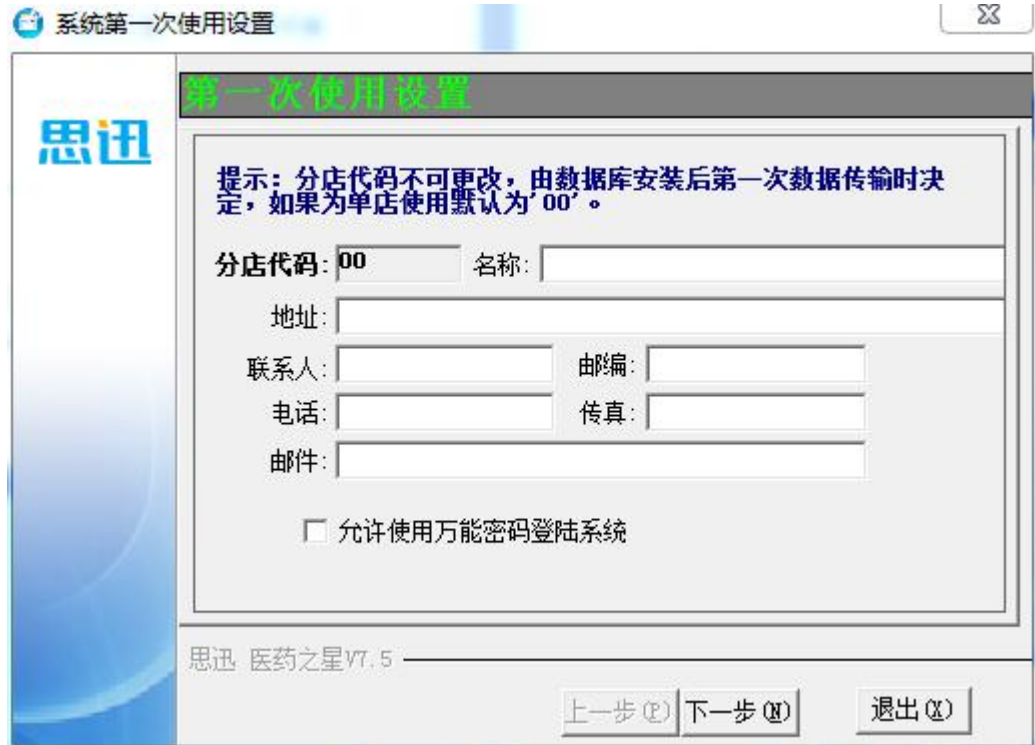 系统第一次使用设置
第一次使用设置
思迅
提示：分店代码不可更改，由数据库安装后第一次数据传输时决
定，如果为单店使用默认为'00'。
分店代码: 00 名称:
地址:
联系人: 邮编:
电话: 传真:
邮件:
允许使用万能密码登陆系统
思迅 医药之星V7.5
上一步(P) 下一步(N) 退出(X)